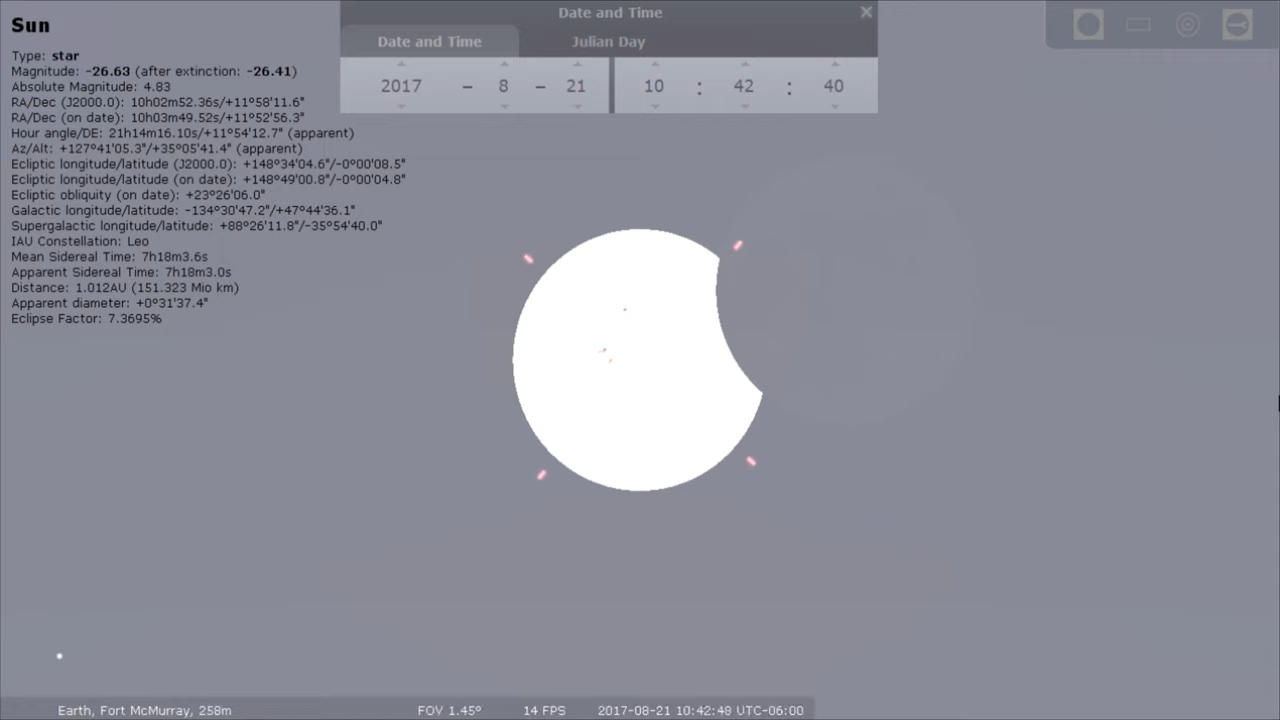 Date and Time
Sun
Date and Time
Julian Day
Type: star
Magnitude: -26.63 (after extinction: -26.41)
2017 - 8 - 21 10 : 42 : 40
Absolute Magnitude: 4.83
RA/Dec (J2000.0): 10h02m52.36s/+11°58'11.6"
RA/Dec (on date): 10h03m49.52s/+11°52'56.3"
Hour angle/DE: 21h14m16.10s/+11°54'12.7" (apparent)
Az/Alt: +127°41'05.3"/+35°05'41.4" (apparent)
Ecliptic longitude/latitude (J2000.0): +148°34'04.6"/-0°00'08.5"
Ecliptic longitude/latitude (on date): +148°49'00.8"/-0°00'04.8"
Ecliptic obliquity (on date): +23°26'06.0"
Galactic longitude/latitude: -134°30'47.2"/+47°44'36.1"
Supergalactic longitude/latitude: +88°26'11.8"/-35°54'40.0"
IAU Constellation: Leo
Mean Sidereal Time: 7h18m3.6s
Apparent Sidereal Time: 7h18m3.0s
Distance: 1.012AU (151.323 Mio km)
Apparent diameter: +0°31'37.4"
Eclipse Factor: 7.3695%
Earth, Fort McMurray, 258m FOV 1.45° 14 FPS 2017-08-21 10:42:48 UTC-06:00